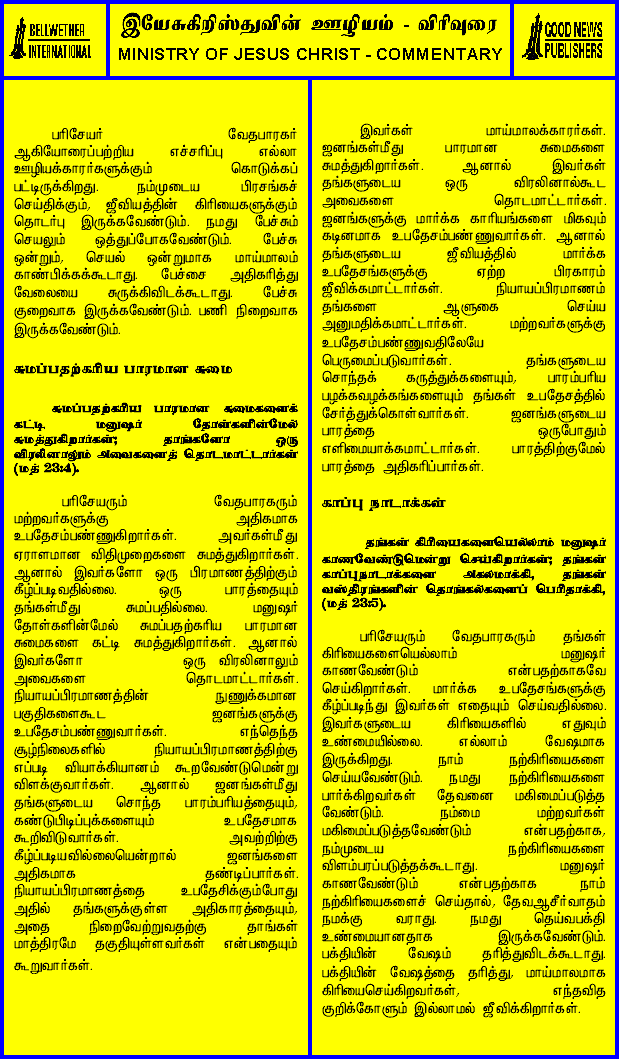 BELLWETHER
INTERNATIONAL
இயேசுகிறிஸ்துவின் ஊழியம் - விரிவுரை
MINISTRY OF JESUS CHRIST - COMMENTARY
GOOD NEWS
PUBLISHERS
பரிசேயர் வேதபாரகர்
ஆகியோரைப்பற்றிய எச்சரிப்பு எல்லா
ஊழியக்காரர்களுக்கும் கொடுக்கப்
பட்டிருக்கிறது. நம்முடைய பிரசங்கச்
செய்திக்கும், ஜீவியத்தின் கிரியைகளுக்கும்
தொடர்பு இருக்கவேண்டும். நமது பேச்சும்
செயலும் ஒத்துப்போகவேண்டும். பேச்சு
ஒன்றும், செயல் ஒன்றுமாக மாய்மாலம்
காண்பிக்கக்கூடாது. பேச்சை அதிகரித்து
வேலையை சுருக்கிவிடக்கூடாது. பேச்சு
குறைவாக இருக்கவேண்டும். பணி நிறைவாக
இருக்கவேண்டும்.
சுமப்பதற்கரிய பாரமான சுமை
சுமப்பதற்கரிய பாரமான சுமைகளைக்
கட்டி மனுஷர் தோள்களின்மேல்
சுமத்துகிறார்கள்; தாங்களோ ஒரு
விரலினாலும் அவைகளைத் தொடமாட்டார்கள்
(மத் 23:4).
பரிசேயரும் வேதபாரகரும்
மற்றவர்களுக்கு அதிகமாக
உபதேசம்பண்ணுகிறார்கள். அவர்கள்மீது
ஏராளமான விதிமுறைகளை சுமத்துகிறார்கள்.
ஆனால் இவர்களோ ஒரு பிரமாணத்திற்கும்
கீழ்ப்படிவதில்லை. ஒரு பாரத்தையும்
தங்கள்மீது சுமப்பதில்லை. மனுஷர்
தோள்களின்மேல் சுமப்பதற்கரிய பாரமான
சுமைகளை கட்டி சுமத்துகிறார்கள். ஆனால்
இவர்களோ ஒரு விரலினாலும்
அவைகளை தொடமாட்டார்கள்.
நியாயப்பிரமாணத்தின் நுணுக்கமான
பகுதிகளைகூட ஜனங்களுக்கு
உபதேசம்பண்ணுவார்கள். எந்தெந்த
சூழ்நிலைகளில் நியாயப்பிரமாணத்திற்கு
எப்படி வியாக்கியானம் கூறவேண்டுமென்று
விளக்குவார்கள். ஆனால் ஜனங்கள்மீது
தங்களுடைய சொந்த பாரம்பரியத்தையும்,
கண்டுபிடிப்புக்களையும் உபதேசமாக
கூறிவிடுவார்கள். அவற்றிற்கு
கீழ்ப்படியவில்லையென்றால் ஜனங்களை
அதிகமாக தண்டிப்பார்கள்.
நியாயப்பிரமாணத்தை உபதேசிக்கும்போது
அதில் தங்களுக்குள்ள அதிகாரத்தையும்,
அதை நிறைவேற்றுவதற்கு தாங்கள்
மாத்திரமே தகுதியுள்ளவர்கள் என்பதையும்
கூறுவார்கள்.
இவர்கள் மாய்மாலக்காரர்கள்.
ஜனங்கள்மீது பாரமான சுமைகளை
சுமத்துகிறார்கள். ஆனால் இவர்கள்
தங்களுடைய ஒரு விரலினால்கூட
அவைகளை தொடமாட்டார்கள்.
ஜனங்களுக்கு மார்க்க காரியங்களை மிகவும்
கடினமாக உபதேசம்பண்ணுவார்கள். ஆனால்
தங்களுடைய ஜீவியத்தில் மார்க்க
உபதேசங்களுக்கு ஏற்ற பிரகாரம்
ஜீவிக்கமாட்டார்கள். நியாயப்பிரமாணம்
தங்களை ஆளுகை செய்ய
அனுமதிக்கமாட்டார்கள். மற்றவர்களுக்கு
உபதேசம்பண்ணுவதிலேயே
பெருமைப்படுவார்கள். தங்களுடைய
சொந்தக் கருத்துக்களையும், பாரம்பரிய
பழக்கவழக்கங்களையும் தங்கள் உபதேசத்தில்
சேர்த்துக்கொள்வார்கள். ஜனங்களுடைய
பாரத்தை ஒருபோதும்
எளிமையாக்கமாட்டார்கள். பாரத்திற்குமேல்
பாரத்தை அதிகரிப்பார்கள்.
காப்பு நாடாக்கள்
தங்கள் கிரியைகளையெல்லாம் மனுஷர்
காணவேண்டுமென்று செய்கிறார்கள்; தங்கள்
காப்புநாடாக்களை அகலமாக்கி, தங்கள்
வஸ்திரங்களின் தொங்கல்களைப் பெரிதாக்கி,
(மத் 23:5).
பரிசேயரும் வேதபாரகரும் தங்கள்
கிரியைகளையெல்லாம் மனுஷர்
காணவேண்டும் என்பதற்காகவே
செய்கிறார்கள். மார்க்க உபதேசங்களுக்கு
கீழ்ப்படிந்து இவர்கள் எதையும் செய்வதில்லை.
இவர்களுடைய கிரியைகளில் எதுவும்
உண்மையில்லை. எல்லாம் வேஷமாக
இருக்கிறது. நாம் நற்கிரியைகளை
செய்யவேண்டும். நமது நற்கிரியைகளை
பார்க்கிறவர்கள் தேவனை மகிமைப்படுத்த
வேண்டும். நம்மை மற்றவர்கள்
மகிமைப்படுத்தவேண்டும் என்பதற்காக,
நம்முடைய நற்கிரியைகளை
விளம்பரப்படுத்தக்கூடாது. மனுஷர்
காணவேண்டும் என்பதற்காக நாம்
நற்கிரியைகளைச் செய்தால், தேவஆசீர்வாதம்
நமக்கு வராது. நமது தெய்வபக்தி
உண்மையானதாக இருக்கவேண்டும்.
பக்தியின் வேஷம் தரித்துவிடக்கூடாது.
பக்தியின் வேஷத்தை தரித்து, மாய்மாலமாக
கிரியைசெய்கிறவர்கள், எந்தவித
குறிக்கோளும் இல்லாமல் ஜீவிக்கிறார்கள்.